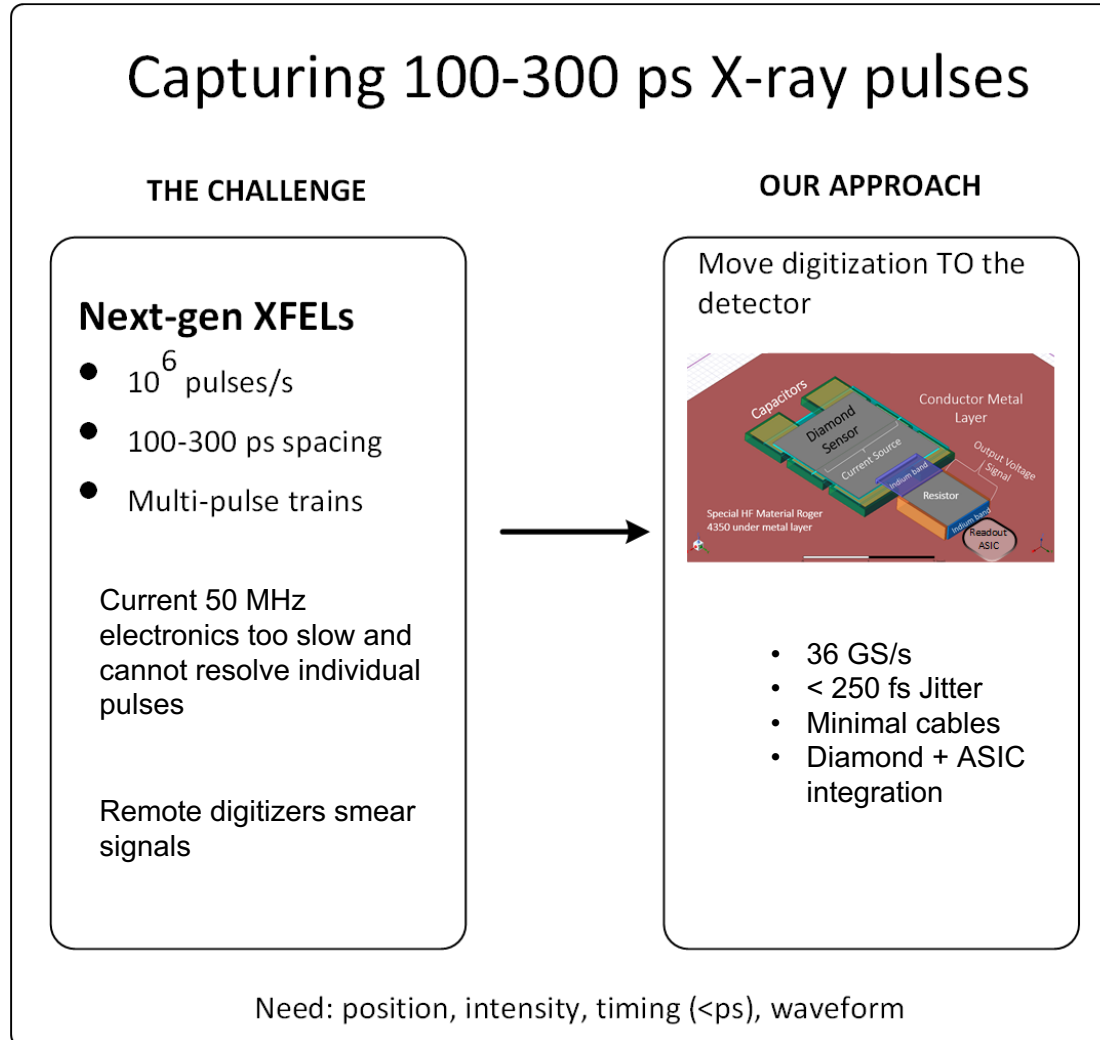 Capturing 100-300 ps X-ray pulses
THE CHALLENGE
Next-gen XFELs
● 10^6 pulses/s
● 100-300 ps spacing
● Multi-pulse trains
Current 50 MHz
electronics too slow and
cannot resolve individual
pulses
Remote digitizers smear
signals
OUR APPROACH
Move digitization TO the
detector
Capacitors
Diamond
Sensor
Current Source
Indium band
Conductor Metal
Layer
Output Voltage
Signal
Resistor
Indium band
Readout
ASIC
Special HF Material Roger
4350 under metal layer
• 36 GS/s
• < 250 fs Jitter
• Minimal cables
• Diamond + ASIC
integration
Need: position, intensity, timing (<ps), waveform